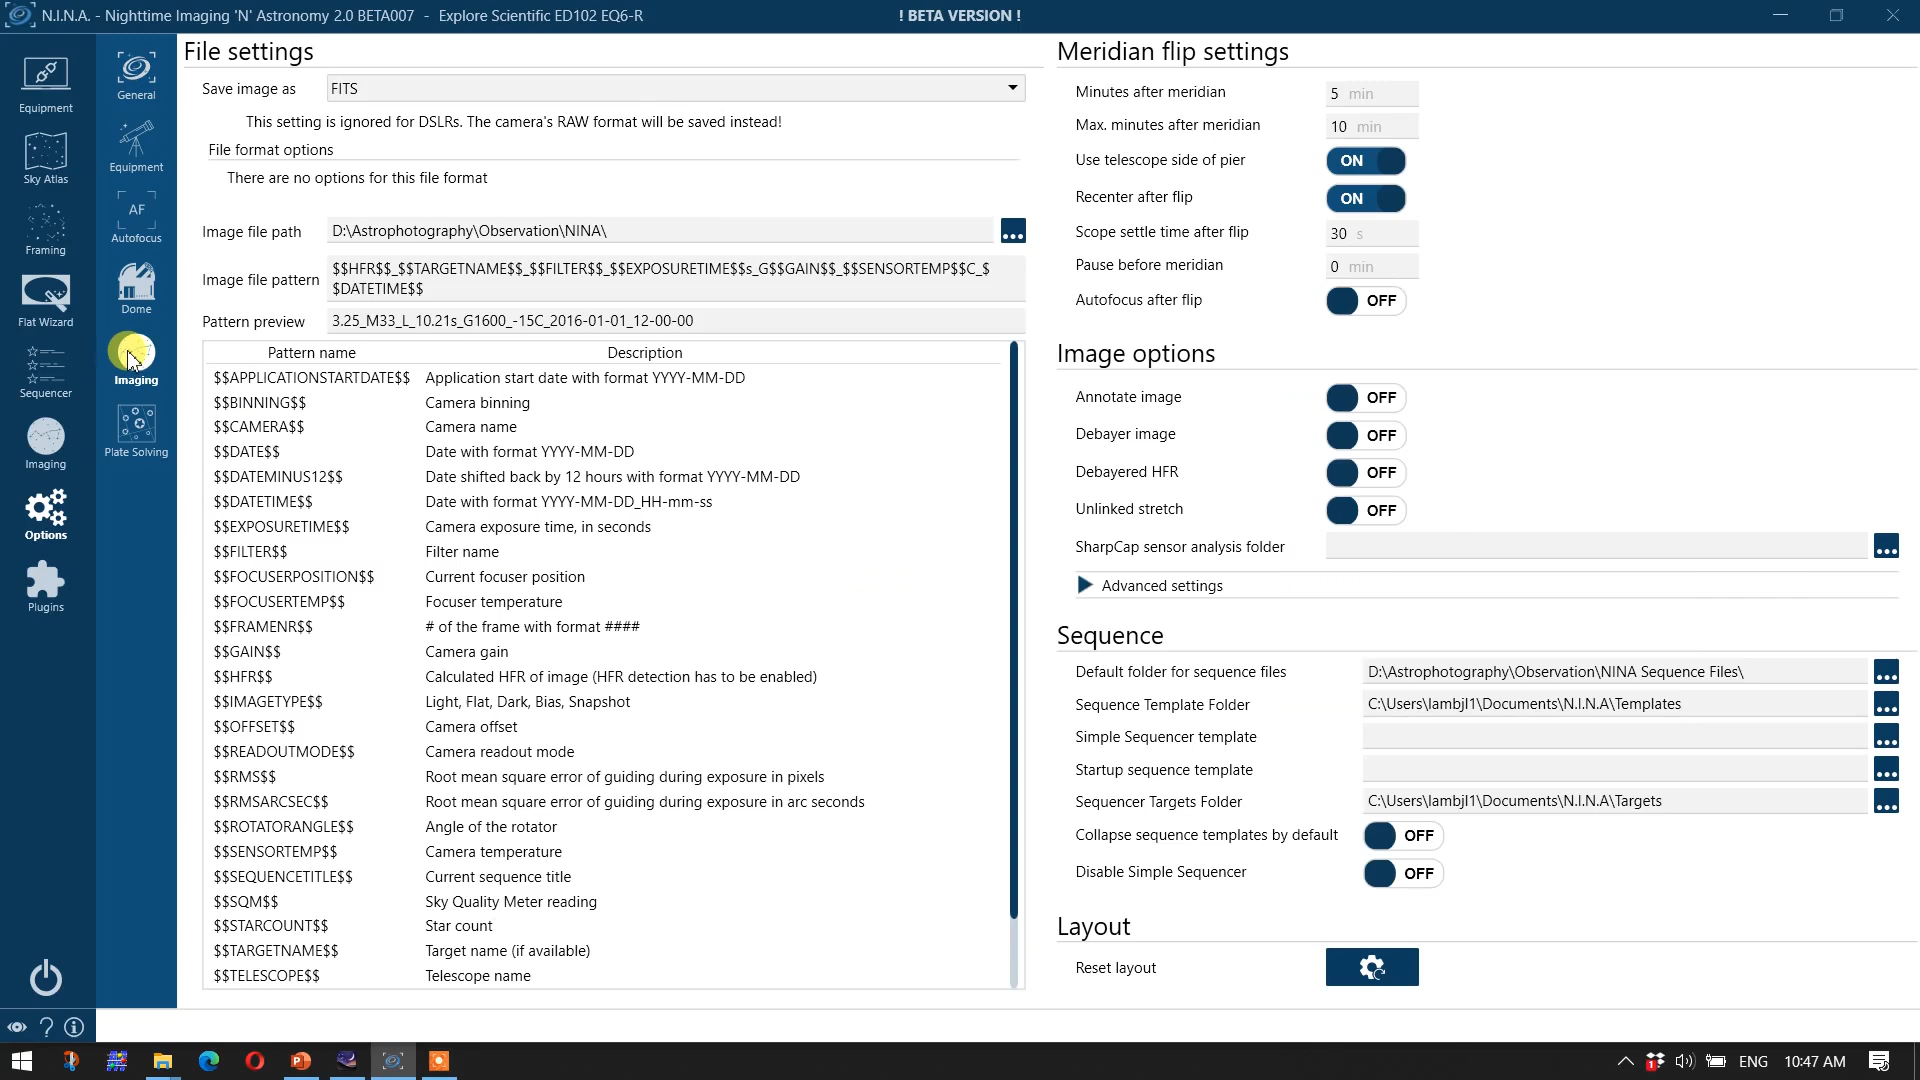 N.I.N.A. - Nighttime Imaging 'N' Astronomy 2.0 BETA007 - Explore Scientific ED102 EQ6-R
! BETA VERSION !
Equipment
Sky Atlas
Framing
Flat Wizard
Sequencer
Imaging
Options
Plugins
General
Equipment
AF
Autofocus
Dome
Imaging
Plate Solving
File settings
Save image as
FITS
This setting is ignored for DSLRs. The camera's RAW format will be saved instead!
File format options
There are no options for this file format
Image file path
D:\Astrophotography\Observation\NINA\
...
Image file pattern
$$HFR$$_$$TARGETNAME$$_$$FILTER$$_$$EXPOSURETIME$$s_G$$GAIN$$_$$SENSORTEMP$$C_$
$DATETIME$$
Pattern preview
3.25_M33_L_10.21s_G1600_-15C_2016-01-01_12-00-00
Pattern name Description
$$APPLICATIONSTARTDATE$$ Application start date with format YYYY-MM-DD
$$BINNING$$ Camera binning
$$CAMERA$$ Camera name
$$DATE$$ Date with format YYYY-MM-DD
$$DATEMINUS12$$ Date shifted back by 12 hours with format YYYY-MM-DD
$$DATETIME$$ Date with format YYYY-MM-DD_HH-mm-ss
$$EXPOSURETIME$$ Camera exposure time, in seconds
$$FILTER$$ Filter name
$$FOCUSERPOSITION$$ Current focuser position
$$FOCUSERTEMP$$ Focuser temperature
$$FRAMENR$$ # of the frame with format ####
$$GAIN$$ Camera gain
$$HFR$$ Calculated HFR of image (HFR detection has to be enabled)
$$IMAGETYPE$$ Light, Flat, Dark, Bias, Snapshot
$$OFFSET$$ Camera offset
$$READOUTMODE$$ Camera readout mode
$$RMS$$ Root mean square error of guiding during exposure in pixels
$$RMSARCSEC$$ Root mean square error of guiding during exposure in arc seconds
$$ROTATORANGLE$$ Angle of the rotator
$$SENSORTEMP$$ Camera temperature
$$SEQUENCETITLE$$ Current sequence title
$$SQM$$ Sky Quality Meter reading
$$STARCOUNT$$ Star count
$$TARGETNAME$$ Target name (if available)
$$TELESCOPE$$ Telescope name
Meridian flip settings
Minutes after meridian 5 min
Max. minutes after meridian 10 min
Use telescope side of pier ON
Recenter after flip ON
Scope settle time after flip 30 s
Pause before meridian 0 min
Autofocus after flip OFF
Image options
Annotate image OFF
Debayer image OFF
Debayered HFR OFF
Unlinked stretch OFF
SharpCap sensor analysis folder ...
Advanced settings
Sequence
Default folder for sequence files D:\Astrophotography\Observation\NINA Sequence Files\ ...
Sequence Template Folder C:\Users\lambjl1\Documents\N.I.N.A\Templates ...
Simple Sequencer template ...
Startup sequence template ...
Sequencer Targets Folder C:\Users\lambjl1\Documents\N.I.N.A\Targets ...
Collapse sequence templates by default OFF
Disable Simple Sequencer OFF
Layout
Reset layout
ENG 10:47 AM